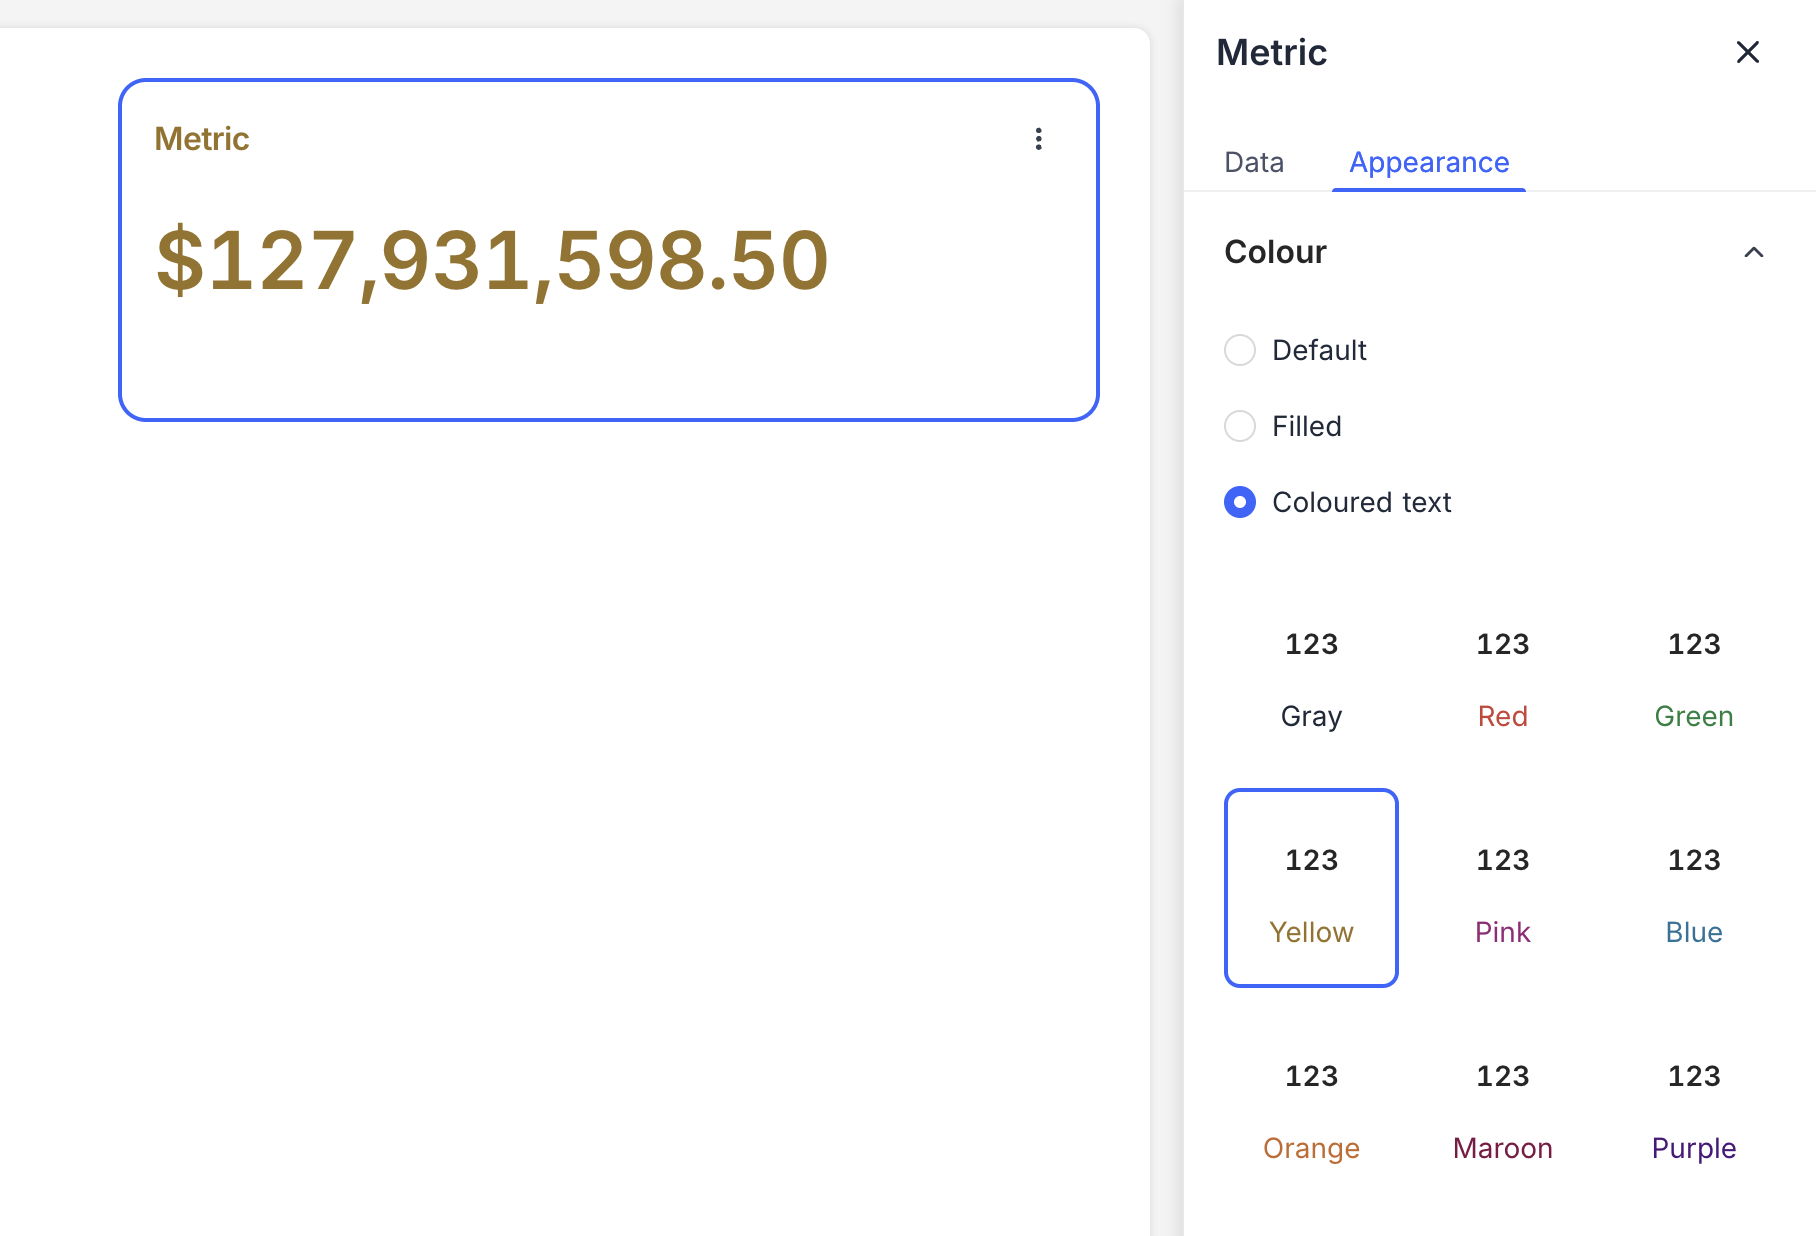 Metric
$127,931,598.50
Metric
Data Appearance
Colour
Default
Filled
Coloured text
123 123 123
Gray Red Green
123 123 123
Yellow Pink Blue
123 123 123
Orange Maroon Purple